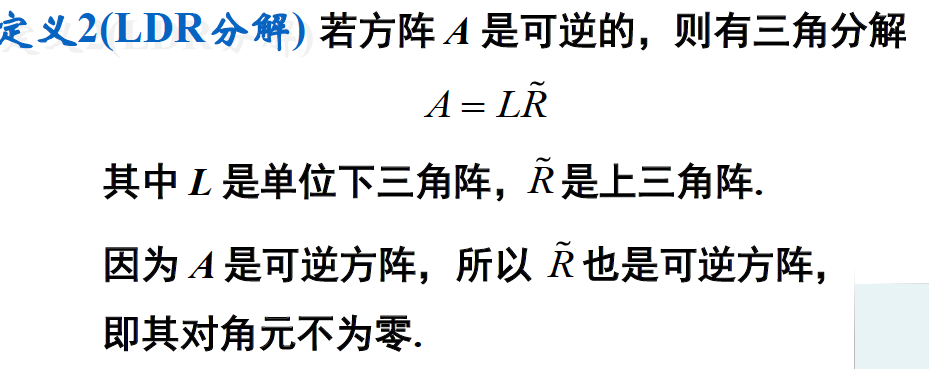 定义2(LDR分解) 若方阵 A 是可逆的，则有三角分解
A = LR̃
其中 L 是单位下三角阵，R̃ 是上三角阵.
因为 A 是可逆方阵，所以 R̃ 也是可逆方阵，
即其对角元不为零.